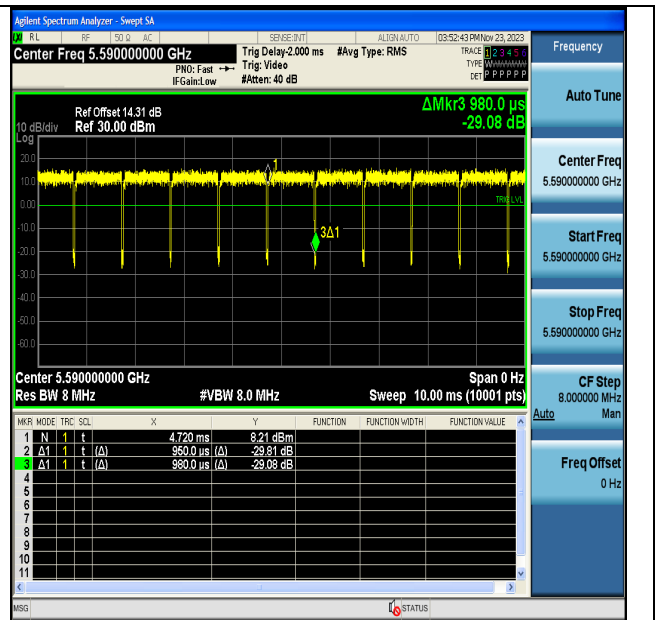 Agilent Spectrum Analyzer - Swept SA
RL RF 50 Ω AC SENSE:INT ALIGN AUTO 03:52:43 PM Nov 23, 2023
Center Freq 5.590000000 GHz
PNO: Fast
IFGain:Low
Trig Delay-2.000 ms
Trig: Video
#Atten: 40 dB
#Avg Type: RMS
TRACE 1 2 3 4 5 6
TYPE WWWWWW
DET P P P P P P
Ref Offset 14.31 dB
10 dB/div Ref 30.00 dBm
Log
ΔMkr3 980.0 µs
-29.08 dB
20.0
10.0
0.00
-10.0
-20.0
-30.0
-40.0
-50.0
-60.0
1
TRIG LVL
3Δ1
Center 5.590000000 GHz Span 0 Hz
Res BW 8 MHz #VBW 8.0 MHz Sweep 10.00 ms (10001 pts)
MKR MODE TRC SCL X Y FUNCTION FUNCTION WIDTH FUNCTION VALUE
1 N 1 t 4.720 ms 8.21 dBm
2 Δ1 1 t (Δ) 950.0 µs (Δ) -29.81 dB
3 Δ1 1 t (Δ) 980.0 µs (Δ) -29.08 dB
4
5
6
7
8
9
10
11
MSG STATUS
Frequency
Auto Tune
Center Freq
5.590000000 GHz
Start Freq
5.590000000 GHz
Stop Freq
5.590000000 GHz
CF Step
8.000000 MHz
Auto Man
Freq Offset
0 Hz